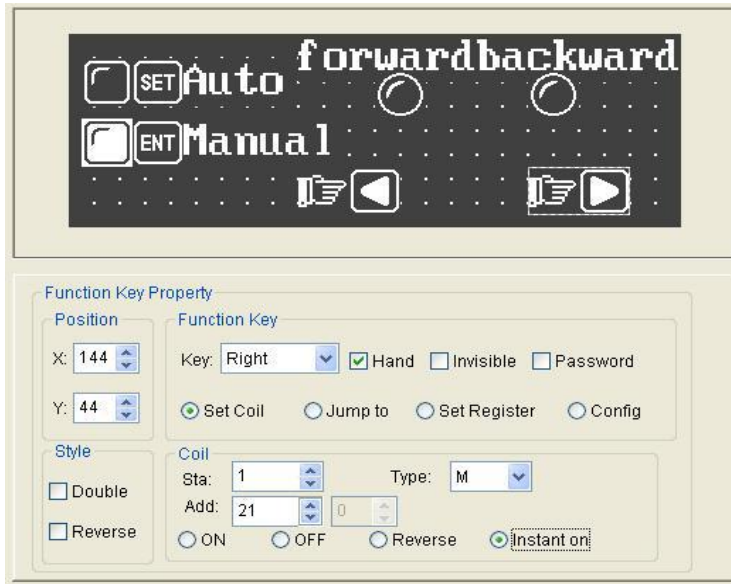 forwardbackward
SET Auto
ENT Manual
Function Key Property
Position
Function Key
X: 144
Key: Right Hand Invisible Password
Y: 44
Set Coil Jump to Set Register Config
Style
Coil
Double
Sta: 1 Type: M
Add: 21 0
Reverse
ON OFF Reverse Instant on